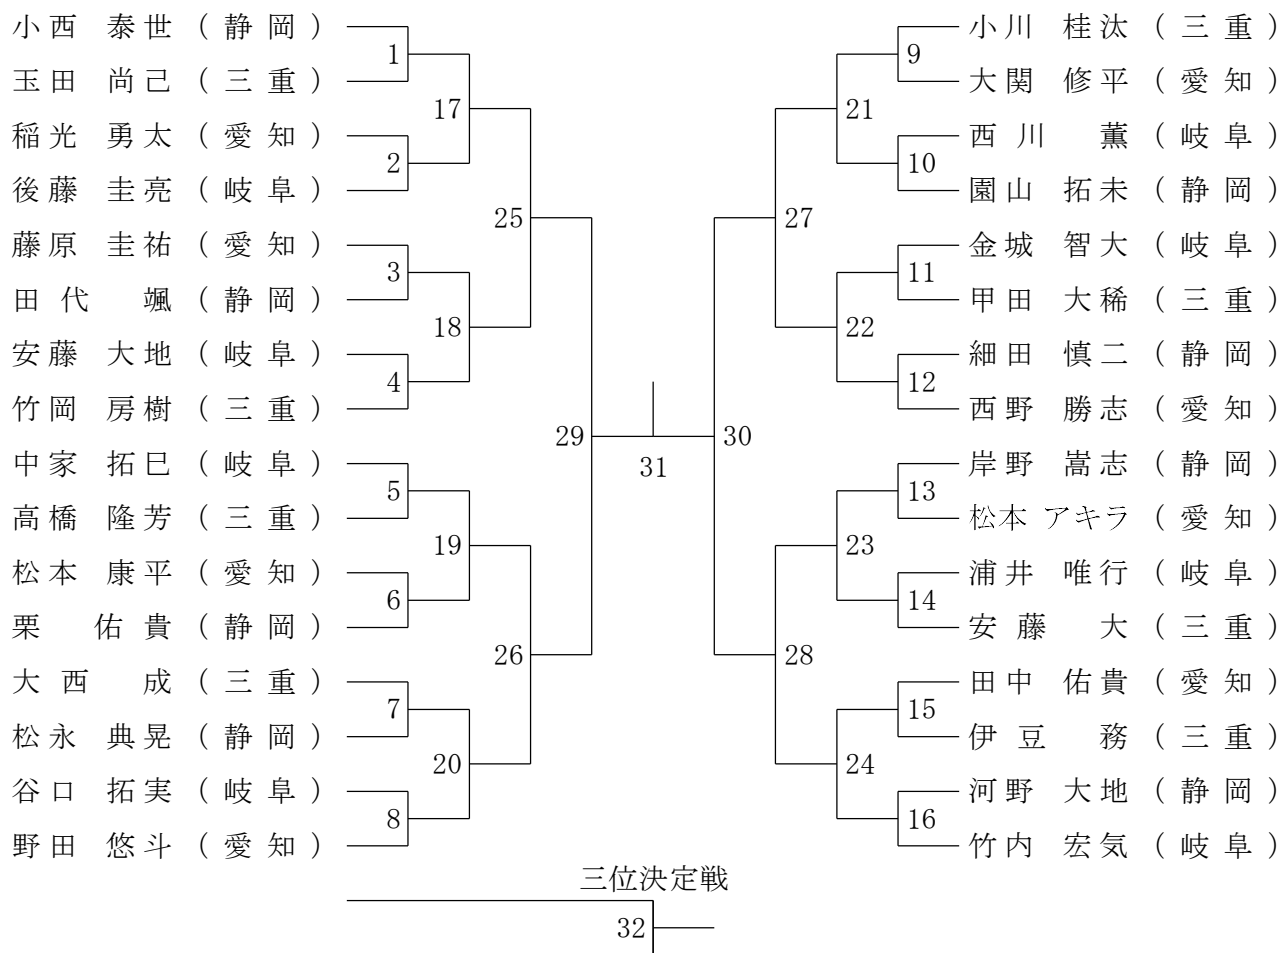 小西 泰世 (静岡)
1
玉田 尚己 (三重)
17
稲光 勇太 (愛知)
2
後藤 圭亮 (岐阜)
25
藤原 圭祐 (愛知)
3
田代 颯 (静岡)
18
安藤 大地 (岐阜)
4
竹岡 房樹 (三重)
29
中家 拓巳 (岐阜)
5
高橋 隆芳 (三重)
19
松本 康平 (愛知)
6
栗 佑貴 (静岡)
26
大西 成 (三重)
7
松永 典晃 (静岡)
20
谷口 拓実 (岐阜)
8
野田 悠斗 (愛知)
31
小川 桂汰 (三重)
9
大関 修平 (愛知)
21
西川 薫 (岐阜)
10
園山 拓未 (静岡)
27
金城 智大 (岐阜)
11
甲田 大稀 (三重)
22
細田 慎二 (静岡)
12
西野 勝志 (愛知)
30
岸野 嵩志 (静岡)
13
松本 アキラ (愛知)
23
浦井 唯行 (岐阜)
14
安藤 大 (三重)
28
田中 佑貴 (愛知)
15
伊豆 務 (三重)
24
河野 大地 (静岡)
16
竹内 宏気 (岐阜)
三位決定戦
32